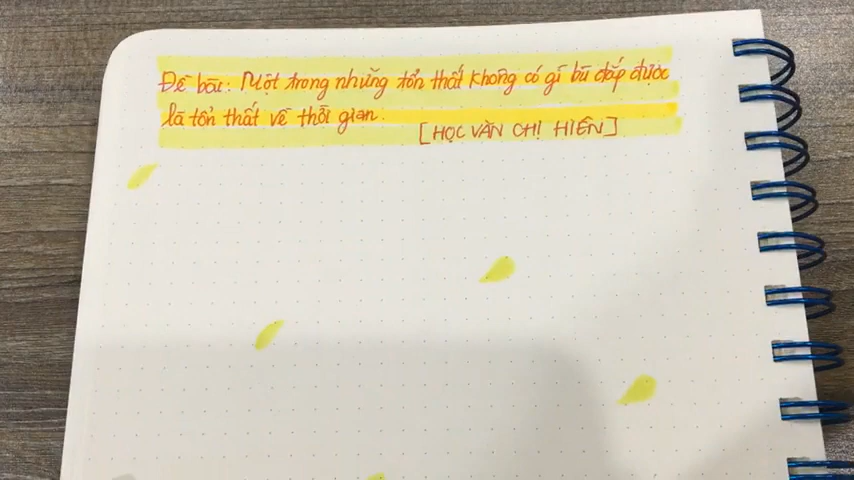 Đề bài: Một trong những tổn thất không có gì bù đắp được
là tổn thất về thời gian.
[HỌC VĂN CHỊ HIÊN]